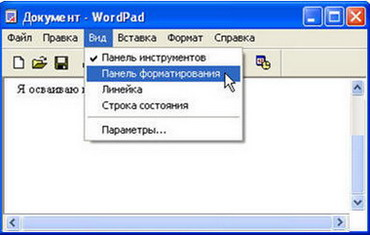 Документ - WordPad
Файл Правка Вид Вставка Формат Справка
Панель инструментов
Панель форматирования
Линейка
Строка состояния
Параметры...
Я осваиваю